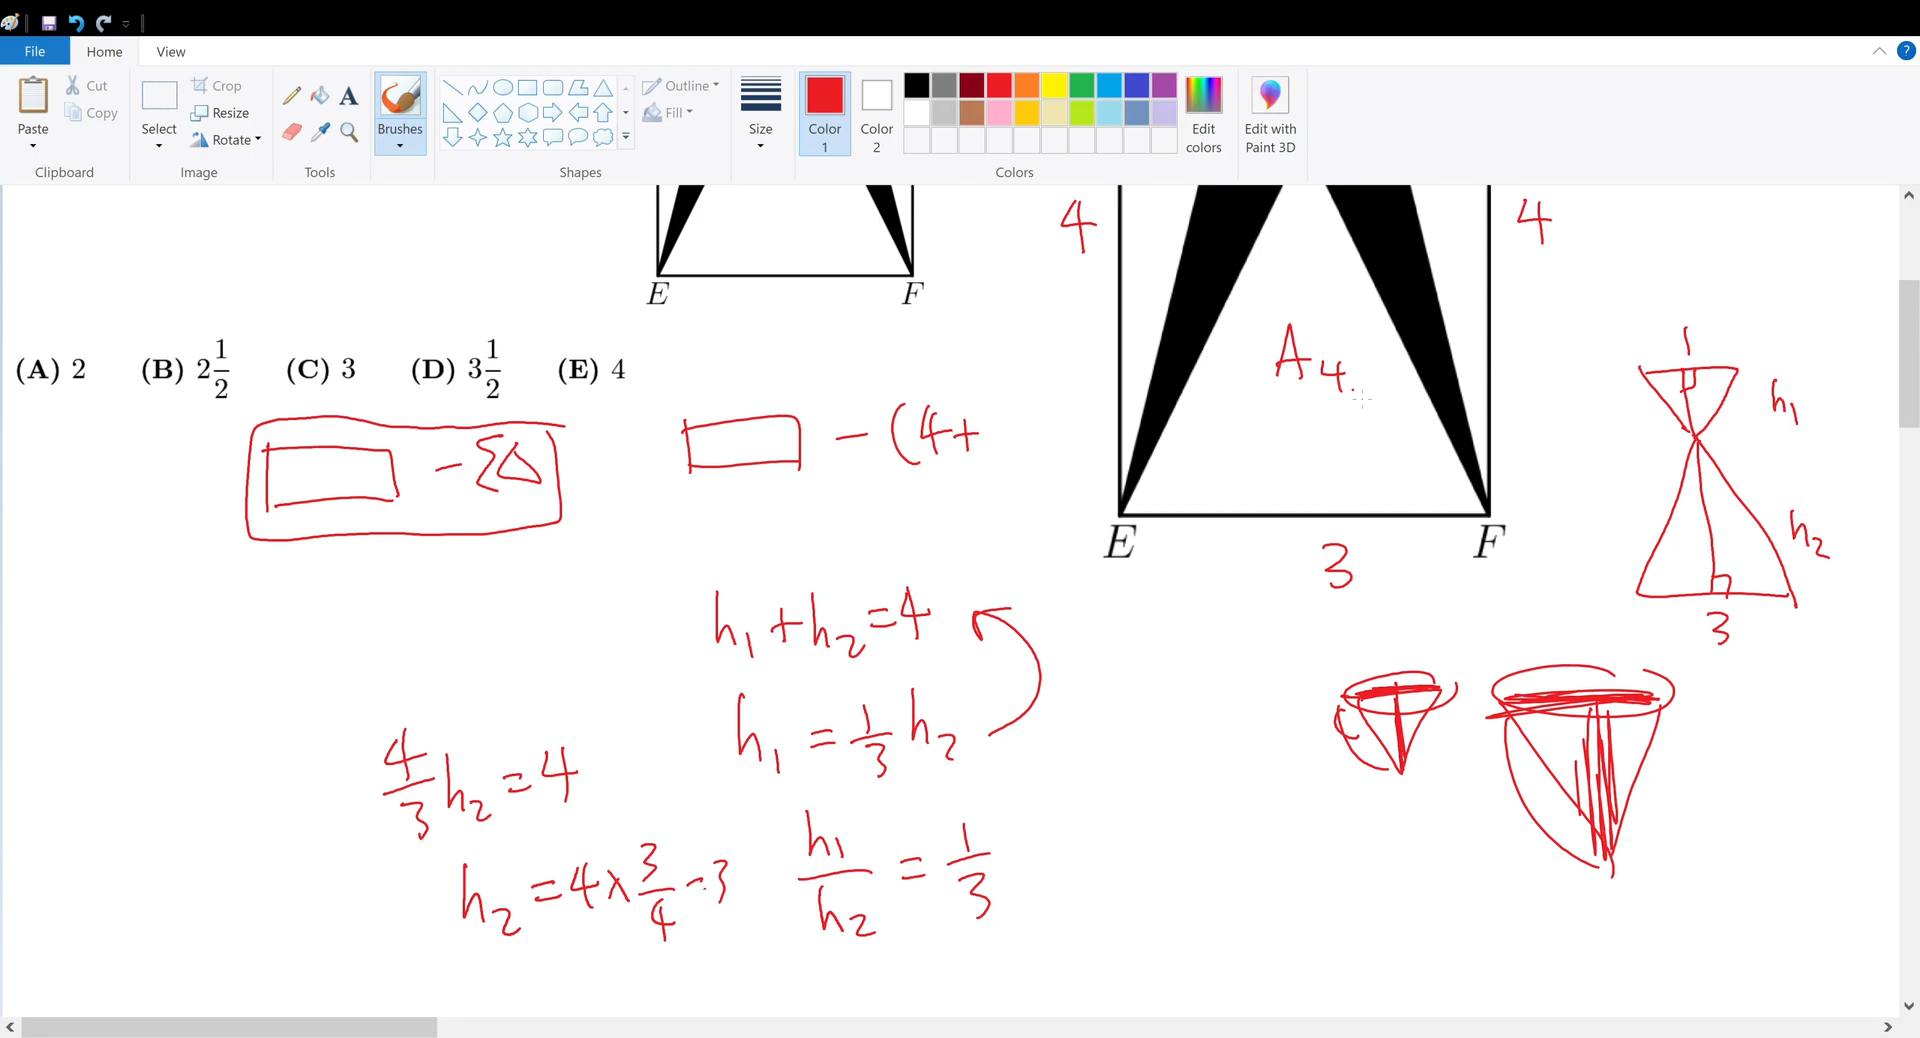 File Home View
Paste Cut Copy Clipboard
Select Crop Resize Rotate Image
A Tools
Brushes
Shapes
Outline Fill
Size
Color 1 Color 2
Edit colors
Colors
Edit with Paint 3D
?
E F
4 4
(A) 2 (B) 2 1/2 (C) 3 (D) 3 1/2 (E) 4
A4
1
h1
h2
3
- Σ
- (4+
E F
3
h1 + h2 = 4
h1 = 1/3 h2
4/3 h2 = 4
h2 = 4 × 3/4 = 3
h1/h2 = 1/3